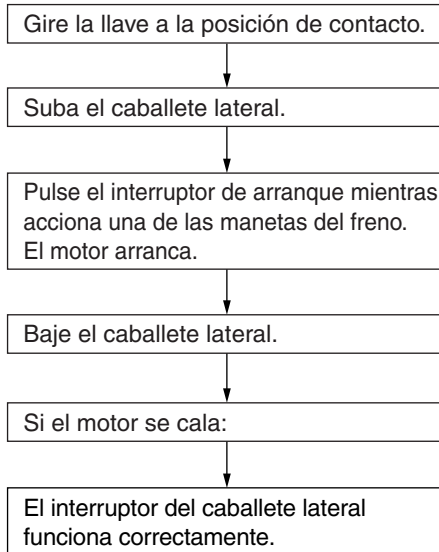 Gire la llave a la posición de contacto.
Suba el caballete lateral.
Pulse el interruptor de arranque mientras
acciona una de las manetas del freno.
El motor arranca.
Baje el caballete lateral.
Si el motor se cala:
El interruptor del caballete lateral
funciona correctamente.